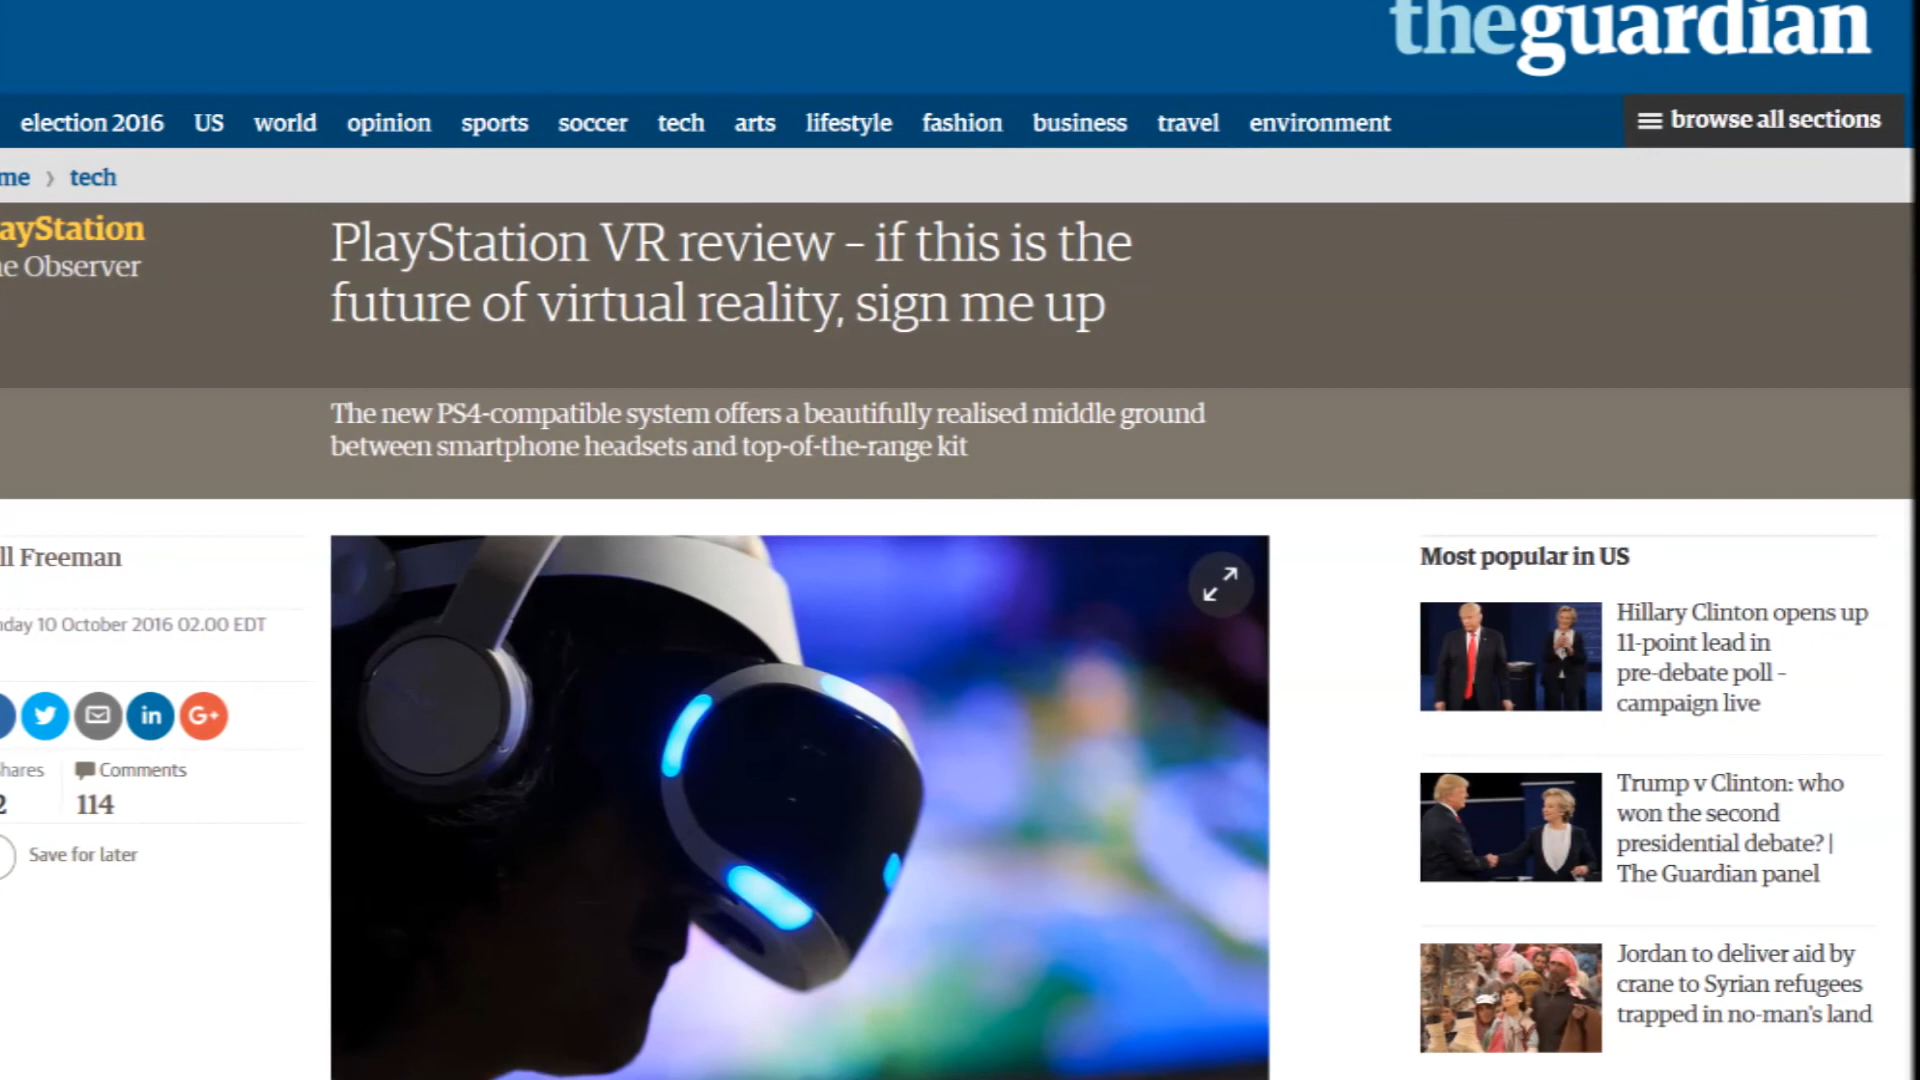 theguardian
election 2016 US world opinion sports soccer tech arts lifestyle fashion business travel environment
browse all sections
me › tech
ayStation
e Observer
PlayStation VR review – if this is the
future of virtual reality, sign me up
The new PS4-compatible system offers a beautifully realised middle ground
between smartphone headsets and top-of-the-range kit
ll Freeman
day 10 October 2016 02.00 EDT
in G+
hares
2
Comments
114
Save for later
Most popular in US
Hillary Clinton opens up
11-point lead in
pre-debate poll –
campaign live
Trump v Clinton: who
won the second
presidential debate? |
The Guardian panel
Jordan to deliver aid by
crane to Syrian refugees
trapped in no-man's land